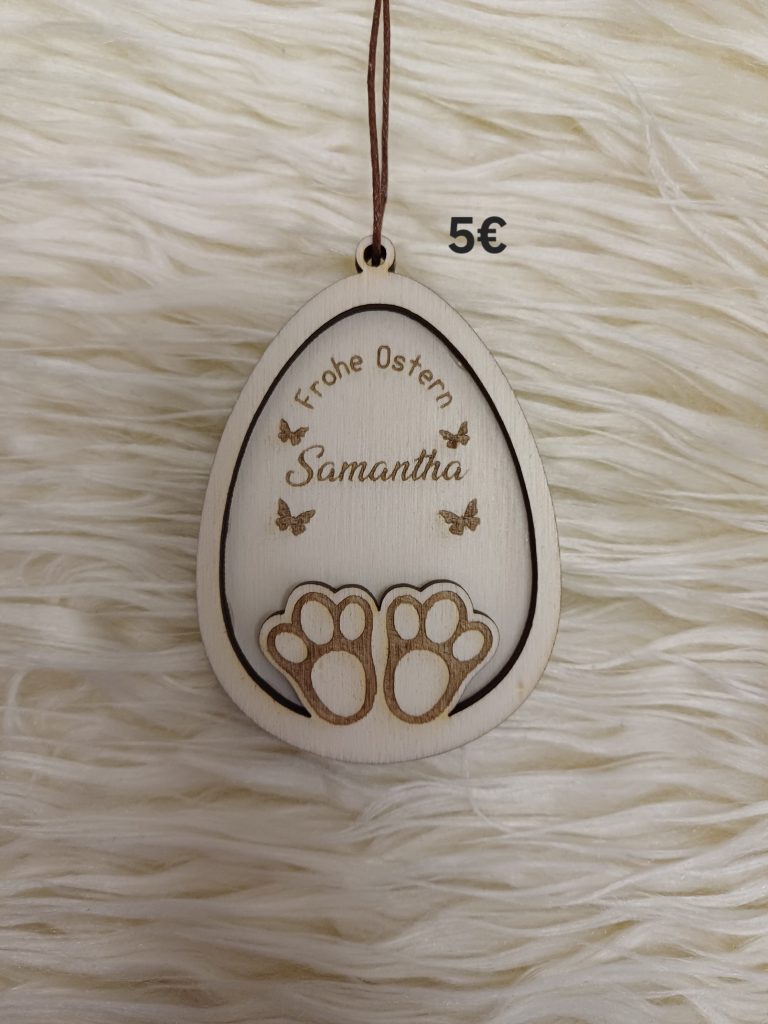 5€
Frohe Ostern
Samantha